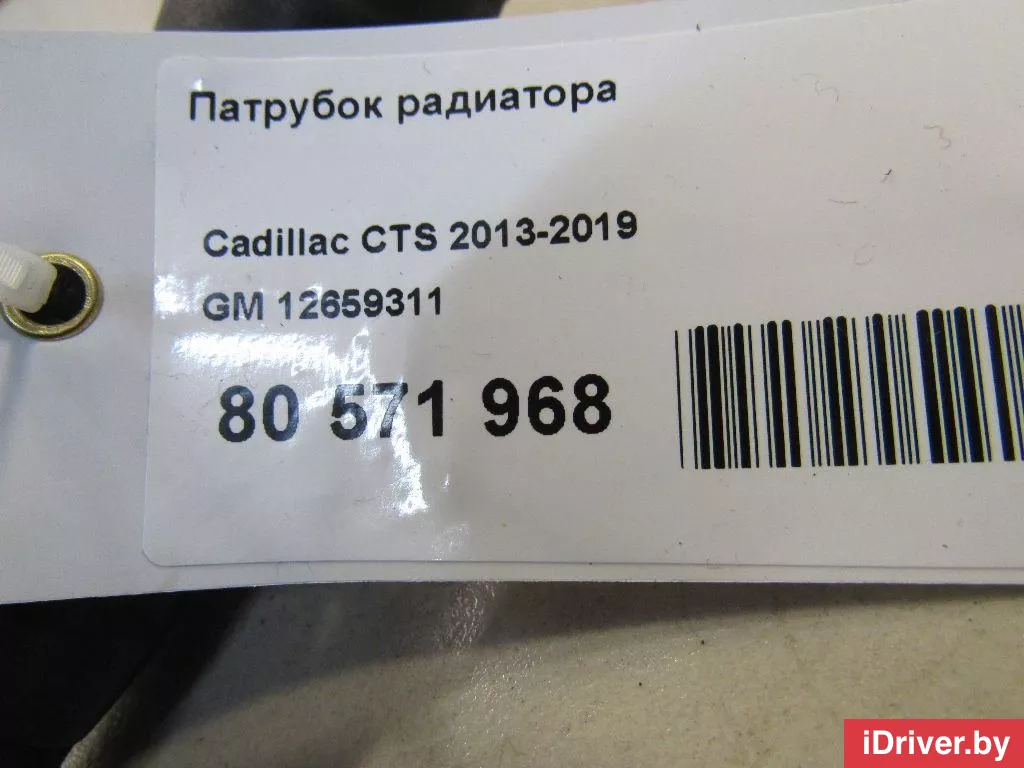 Патрубок радиатора
Cadillac CTS 2013-2019
GM 12659311
80 571 968
iDriver.by